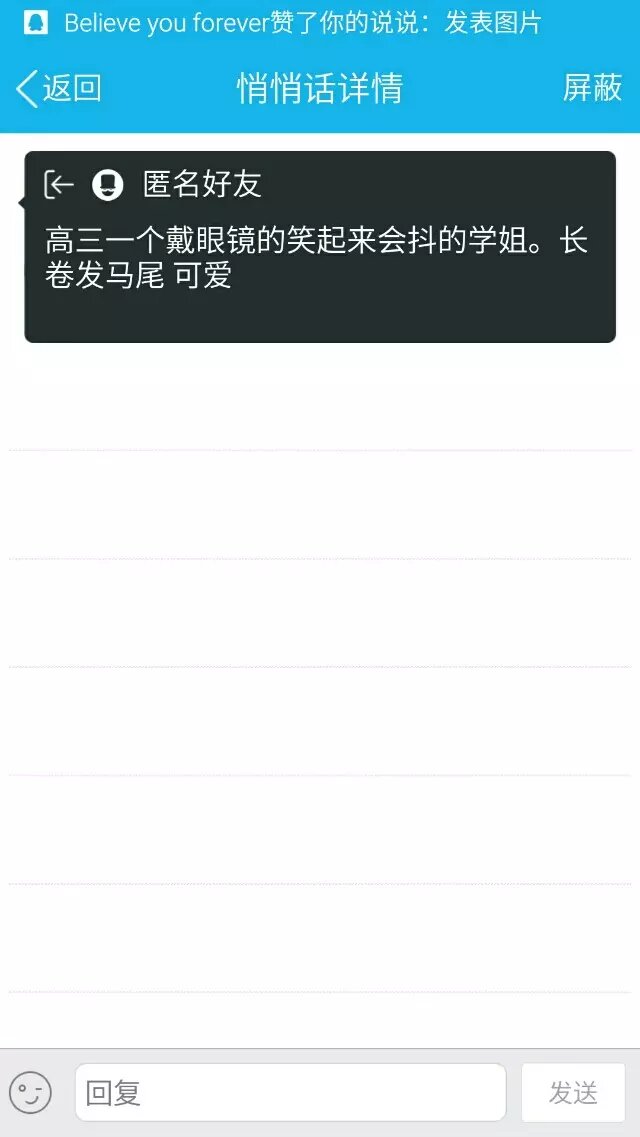 Believe you forever赞了你的说说：发表图片
返回 悄悄话详情 屏蔽
匿名好友
高三一个戴眼镜的笑起来会抖的学姐。长
卷发马尾 可爱
回复 发送